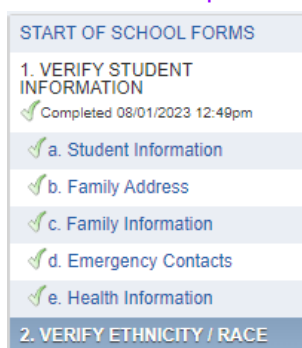 START OF SCHOOL FORMS
1. VERIFY STUDENT
INFORMATION
Completed 08/01/2023 12:49pm
a. Student Information
b. Family Address
c. Family Information
d. Emergency Contacts
e. Health Information
2. VERIFY ETHNICITY / RACE